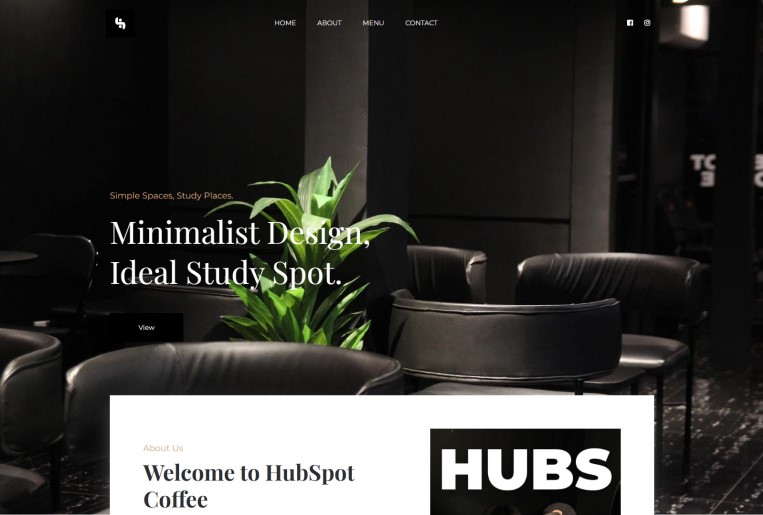 HOME ABOUT MENU CONTACT
Simple Spaces, Study Places.
Minimalist Design,
Ideal Study Spot.
View
About Us
Welcome to HubSpot
Coffee
HUBS